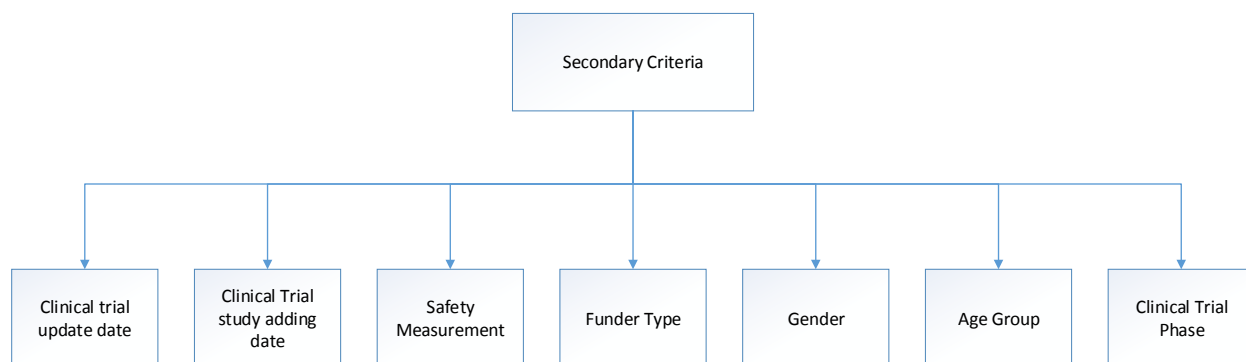 Secondary Criteria
Clinical trial
update date
Clinical Trial
study adding
date
Safety
Measurement
Funder Type
Gender
Age Group
Clinical Trial
Phase